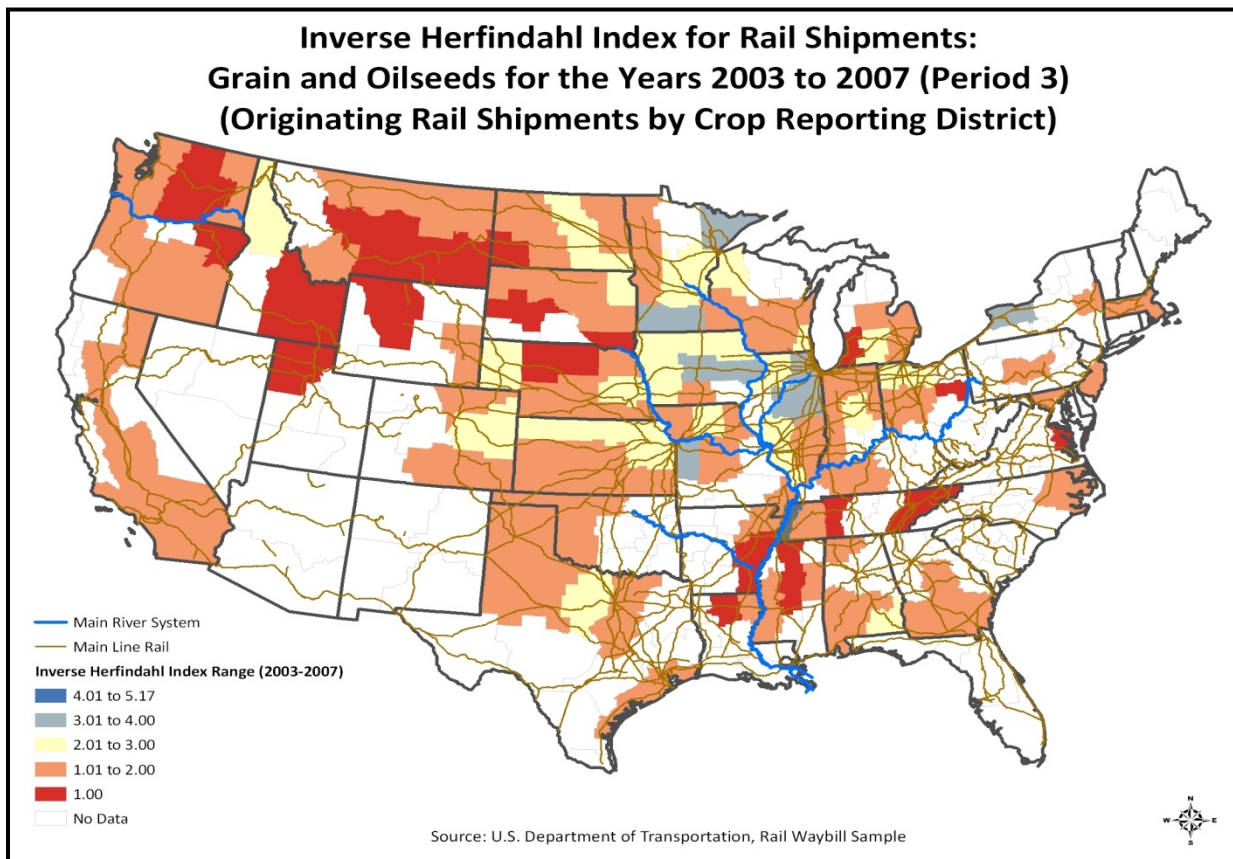 Inverse Herfindahl Index for Rail Shipments:
Grain and Oilseeds for the Years 2003 to 2007 (Period 3)
(Originating Rail Shipments by Crop Reporting District)
Main River System
Main Line Rail
Inverse Herfindahl Index Range (2003-2007)
4.01 to 5.17
3.01 to 4.00
2.01 to 3.00
1.01 to 2.00
1.00
No Data
Source: U.S. Department of Transportation, Rail Waybill Sample
N
W E
S